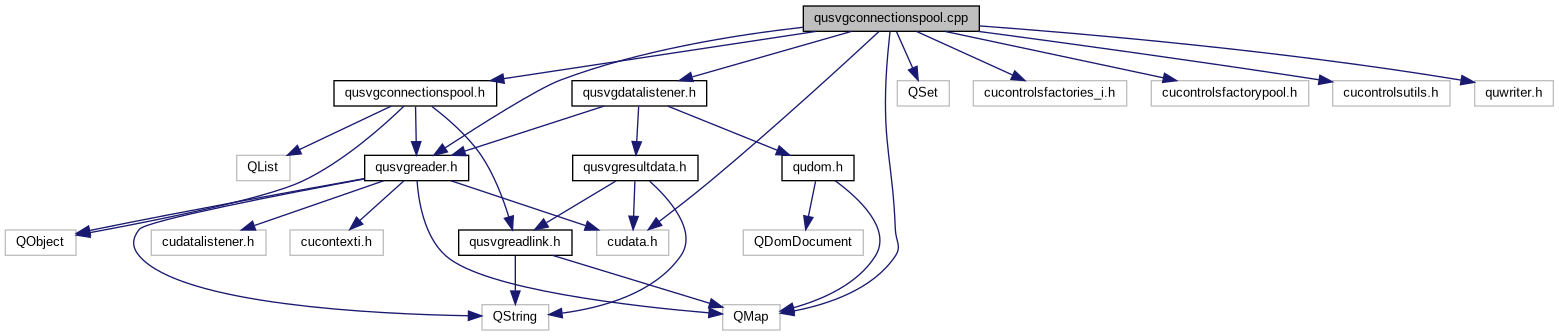 qusvgconnectionspool.cpp
qusvgconnectionspool.h
qusvgdatalistener.h
QSet
cucontrolsfactories_i.h
cucontrolsfactorypool.h
cucontrolsutils.h
quwriter.h
QList
qusvgreader.h
qusvgresultdata.h
qudom.h
QObject
cudatalistener.h
cucontexti.h
qusvgreadlink.h
cudata.h
QDomDocument
QString
QMap